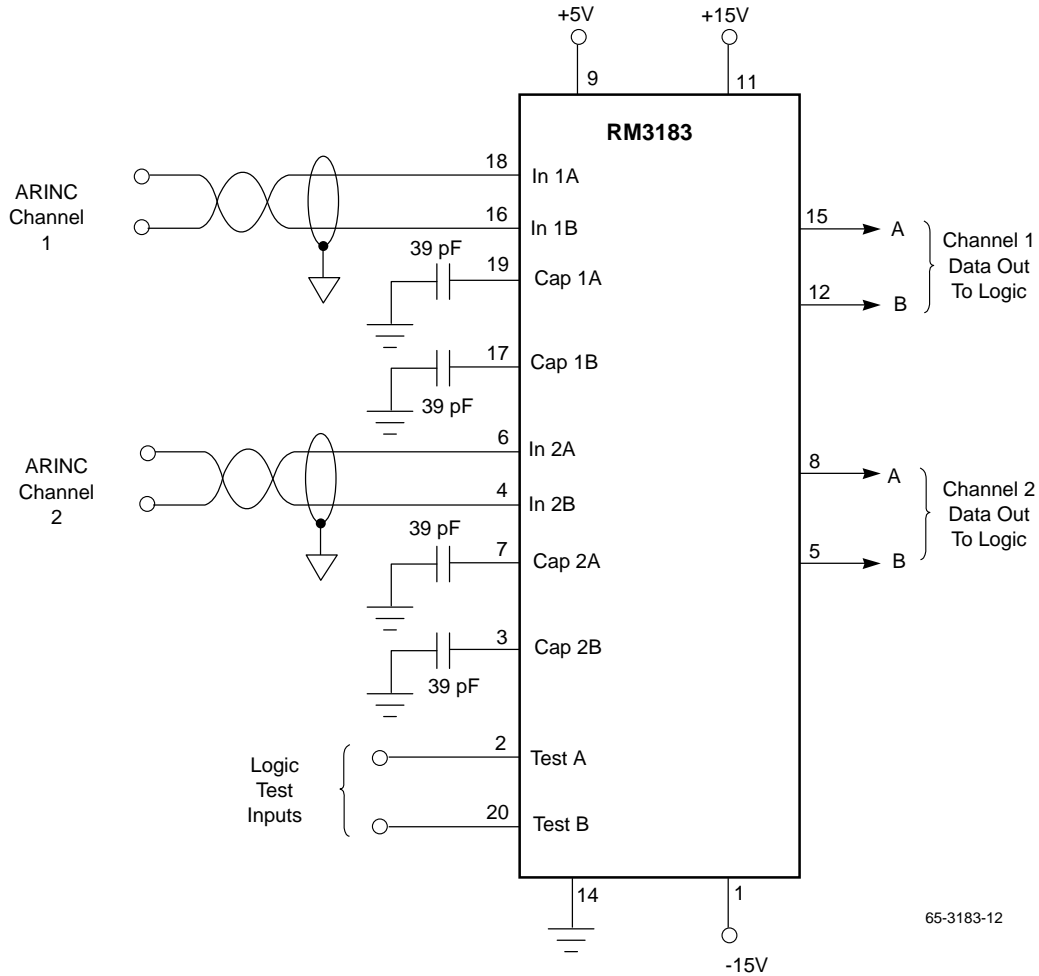 +5V
+15V
9
11
RM3183
ARINC
Channel
1
18
In 1A
16
In 1B
39 pF
19
Cap 1A
17
Cap 1B
39 pF
15
A
12
B
Channel 1
Data Out
To Logic
ARINC
Channel
2
6
In 2A
4
In 2B
39 pF
7
Cap 2A
3
Cap 2B
39 pF
8
A
5
B
Channel 2
Data Out
To Logic
Logic
Test
Inputs
2
Test A
20
Test B
14
1
-15V
65-3183-12